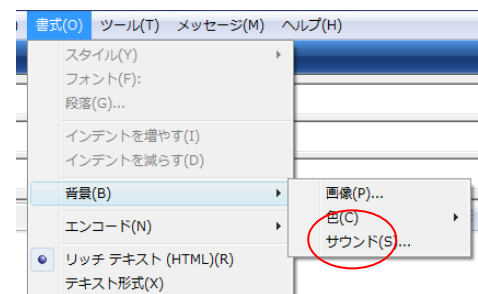 書式(O) ツール(T) メッセージ(M) ヘルプ(H)
スタイル(Y)
フォント(F):
段落(G)...
インデントを増やす(I)
インデントを減らす(D)
背景(B)
画像(P)...
色(C)
サウンド(S)...
エンコード(N)
リッチ テキスト (HTML)(R)
テキスト形式(X)